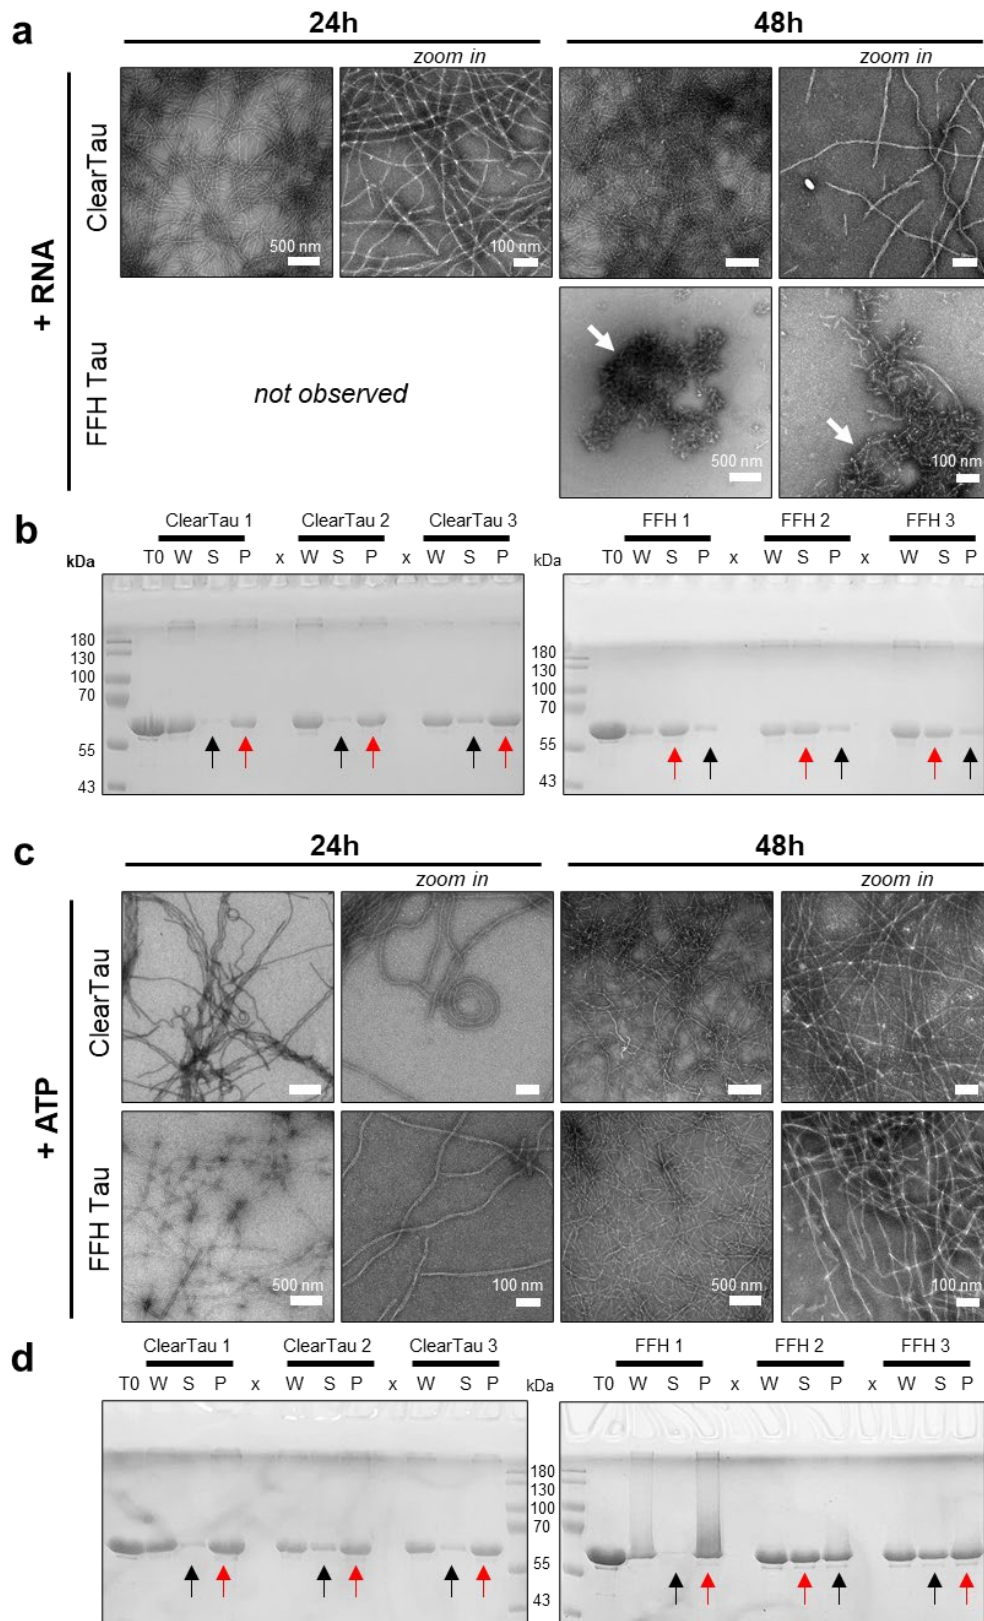 a
24h
48h
zoom in
zoom in
+ RNA
ClearTau
500 nm
100 nm
FFH Tau
not observed
500 nm
100 nm
b
ClearTau 1
ClearTau 2
ClearTau 3
FFH 1
FFH 2
FFH 3
kDa
T0 W S P x W S P x W S P
kDa
T0 W S P x W S P x W S P
180
130
100
70
55
43
180
130
100
70
55
43
c
24h
48h
zoom in
zoom in
+ ATP
ClearTau
FFH Tau
500 nm
100 nm
500 nm
100 nm
d
ClearTau 1
ClearTau 2
ClearTau 3
FFH 1
FFH 2
FFH 3
T0 W S P x W S P x W S P
kDa
T0 W S P x W S P x W S P
180
130
100
70
55
43